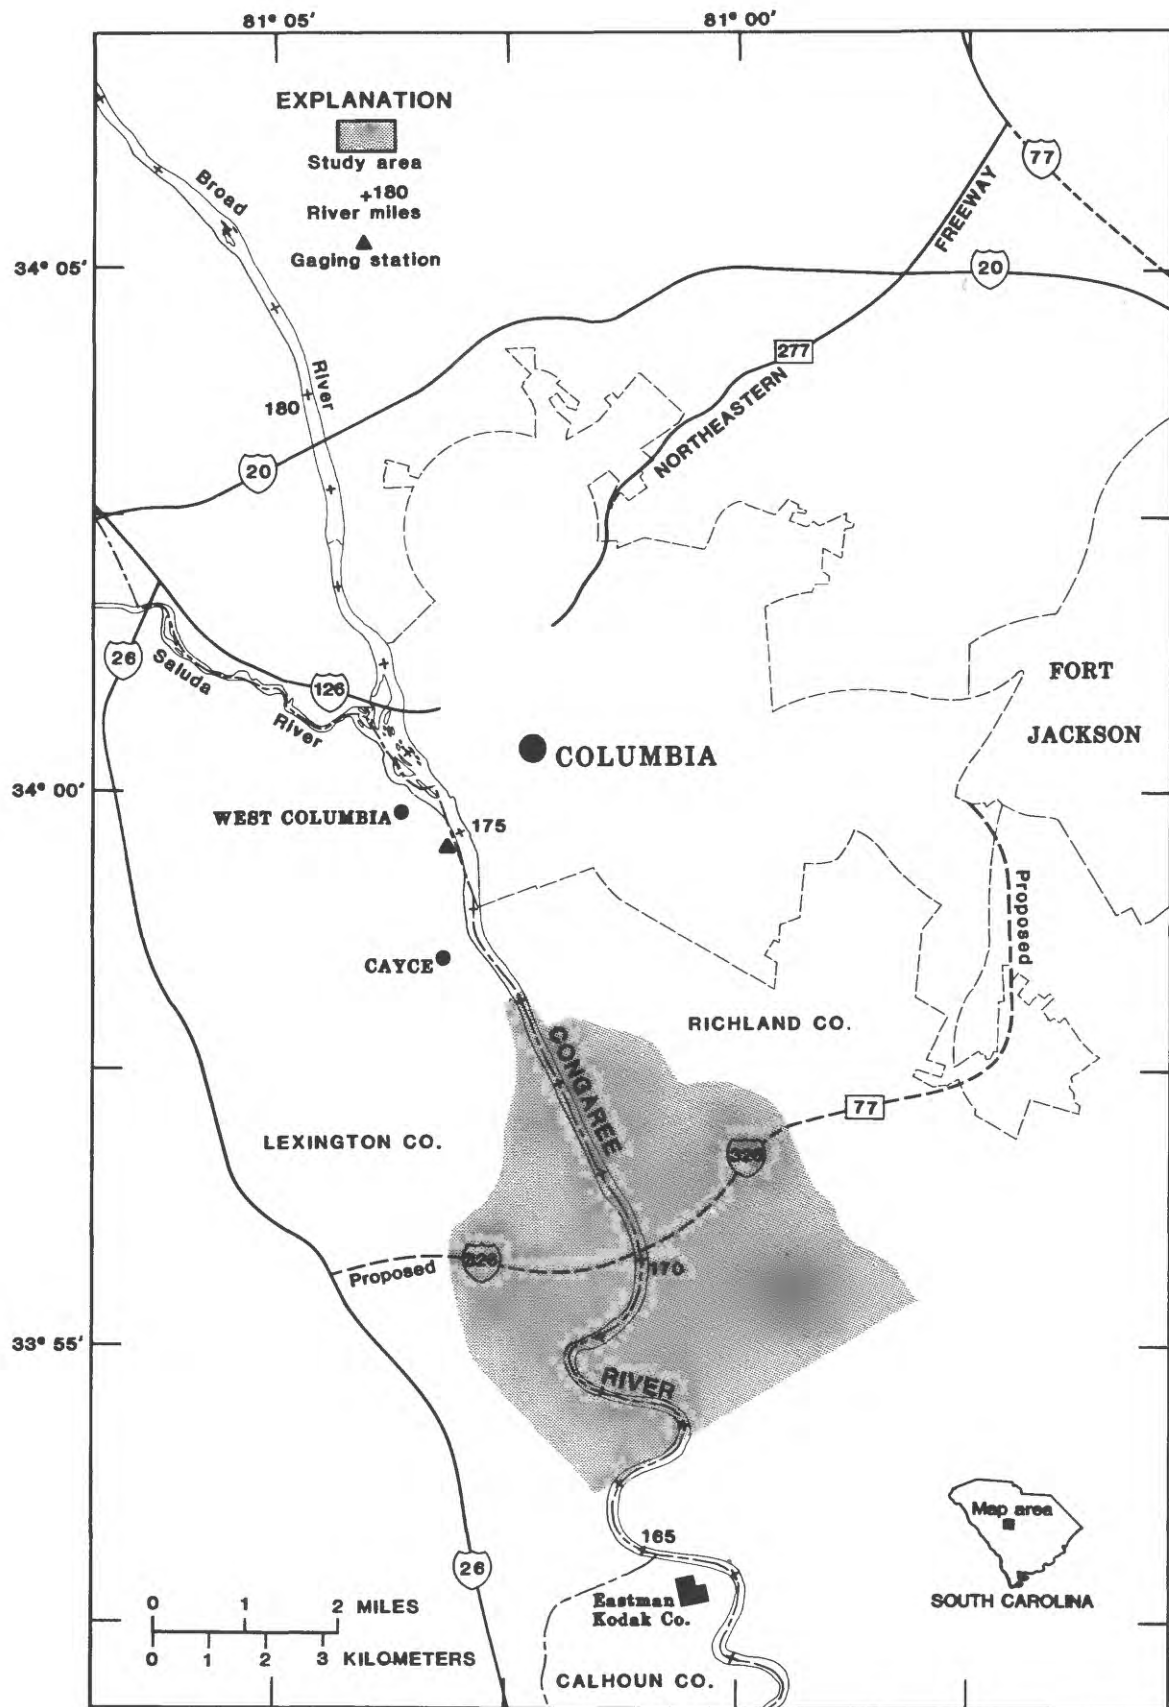 81° 05'
81° 00'
EXPLANATION
Study area
+180
River miles
Gaging station
77
Broad
FREEWAY
34° 05'
20
277
River
180
NORTHEASTERN
20
26
Saluda
126
River
FORT
JACKSON
COLUMBIA
34° 00'
WEST COLUMBIA
175
Proposed
CAYCE
RICHLAND CO.
CONGAREE
77
LEXINGTON CO.
326
326
Proposed
170
33° 55'
RIVER
Map area
165
26
Eastman
Kodak Co.
SOUTH CAROLINA
0 1 2 MILES
0 1 2 3 KILOMETERS
CALHOUN CO.